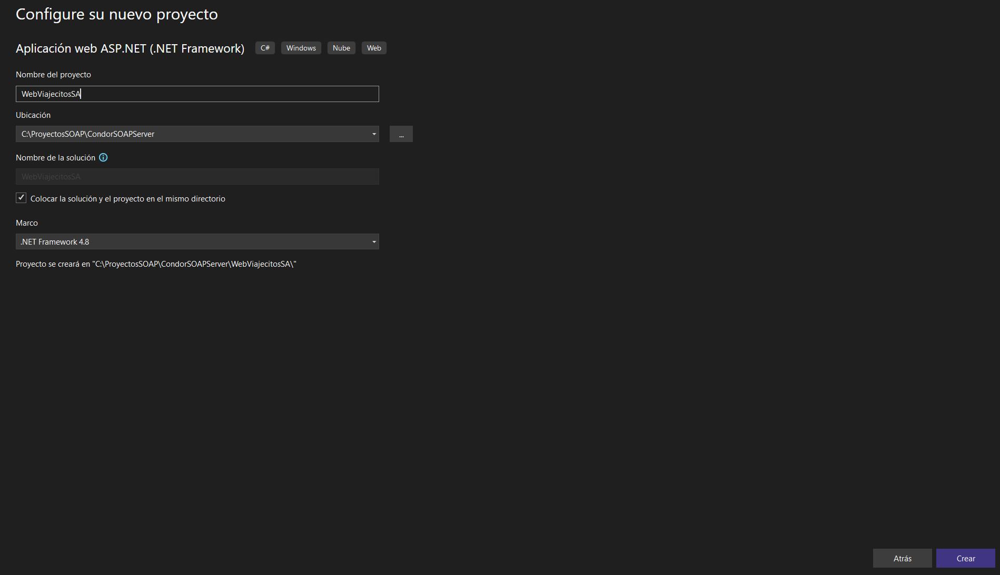 Configure su nuevo proyecto
Aplicación web ASP.NET (.NET Framework) C# Windows Nube Web
Nombre del proyecto
WebViajecitosSA
Ubicación
C:\ProyectosSOAP\CondorSOAPServer
...
Nombre de la solución
WebViajecitosSA
Colocar la solución y el proyecto en el mismo directorio
Marco
.NET Framework 4.8
Proyecto se creará en "C:\ProyectosSOAP\CondorSOAPServer\WebViajecitosSA\"
Atrás Crear